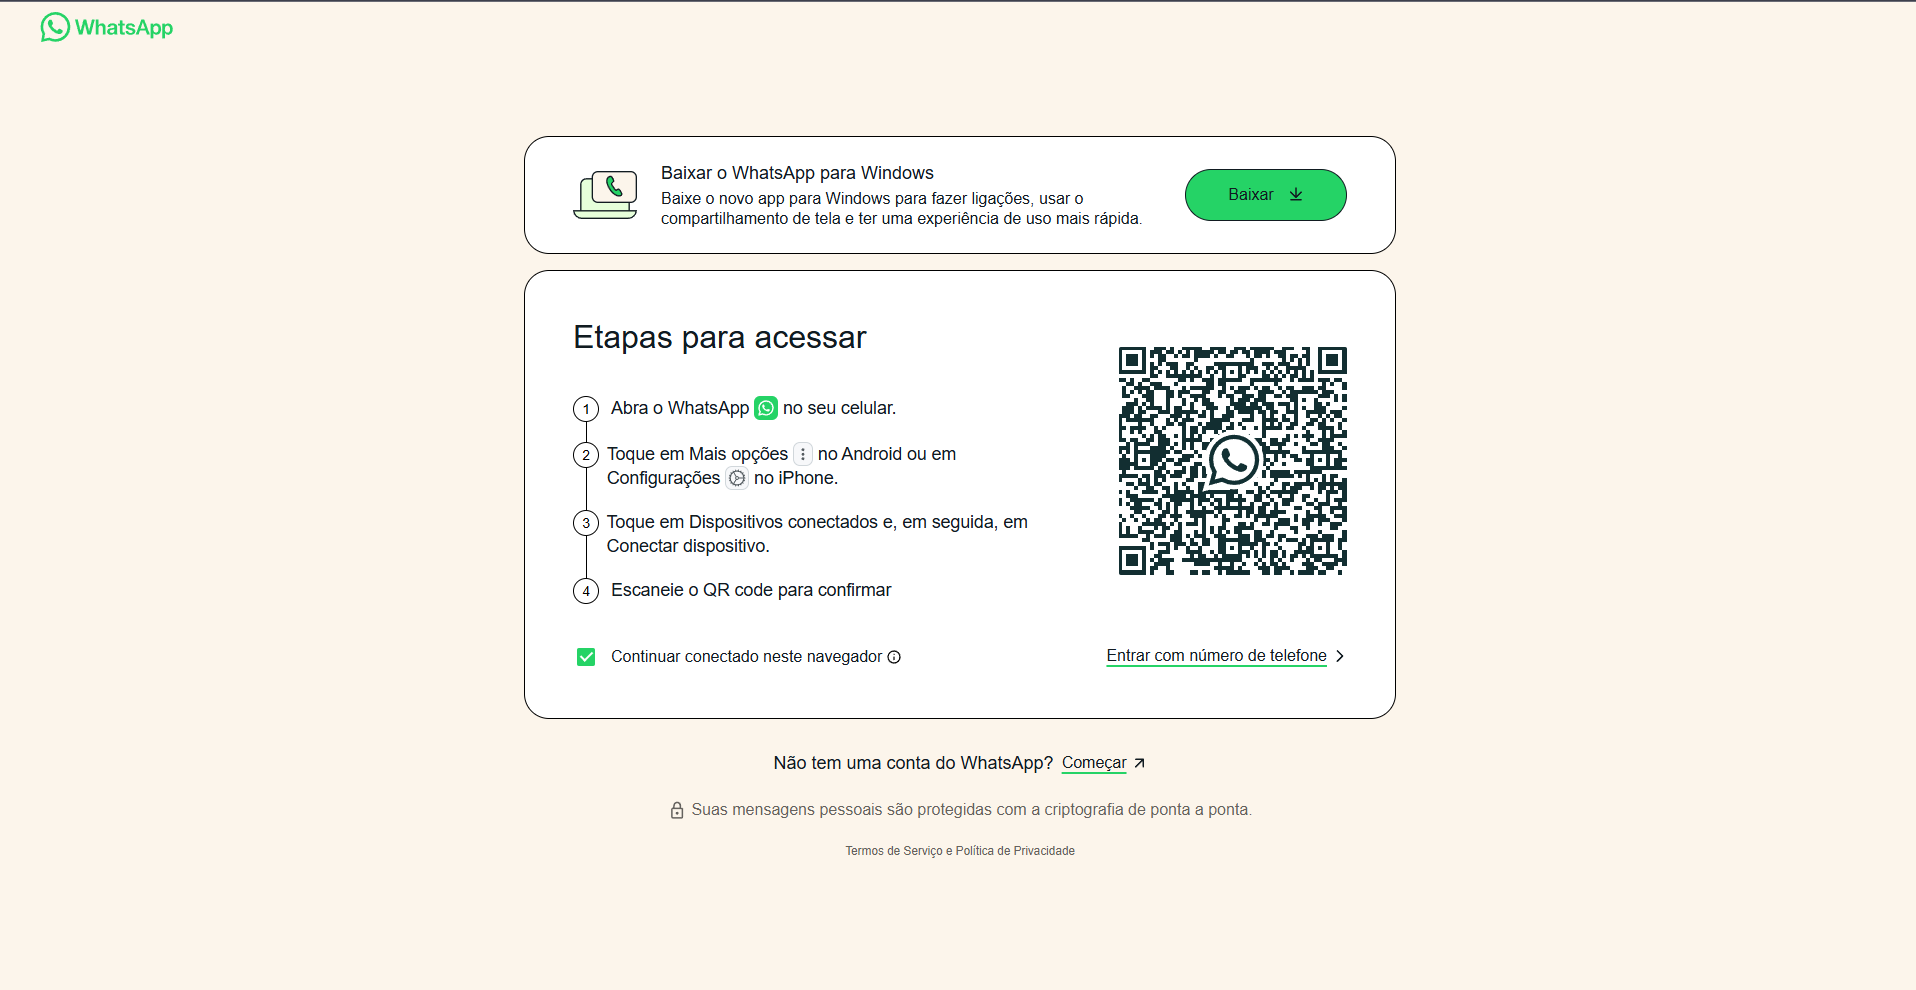 WhatsApp
Baixar o WhatsApp para Windows
Baixe o novo app para Windows para fazer ligações, usar o
compartilhamento de tela e ter uma experiência de uso mais rápida.
Baixar
Etapas para acessar
1 Abra o WhatsApp no seu celular.
2 Toque em Mais opções no Android ou em
Configurações no iPhone.
3 Toque em Dispositivos conectados e, em seguida, em
Conectar dispositivo.
4 Escaneie o QR code para confirmar
Continuar conectado neste navegador
Entrar com número de telefone
Não tem uma conta do WhatsApp? Começar
Suas mensagens pessoais são protegidas com a criptografia de ponta a ponta.
Termos de Serviço e Política de Privacidade